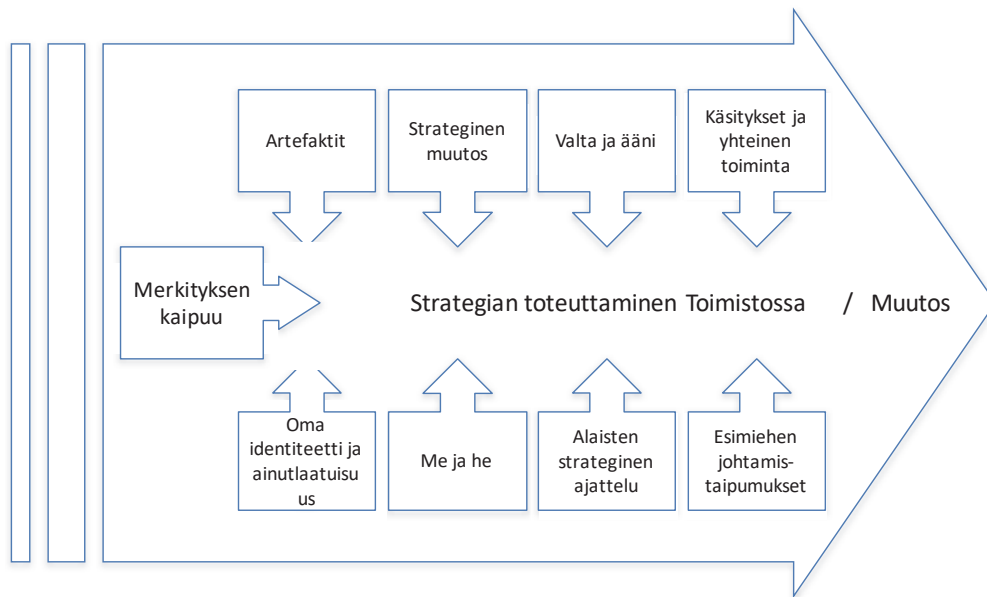 Artefaktit
Strateginen
muutos
Valta ja ääni
Käsitykset ja
yhteinen
toiminta
Merkityksen
kaipuu
Strategian toteuttaminen Toimistossa / Muutos
Oma
identiteetti ja
ainutlaatuisu
us
Me ja he
Alaisten
strateginen
ajattelu
Esimiehen
johtamis-
taipumukset